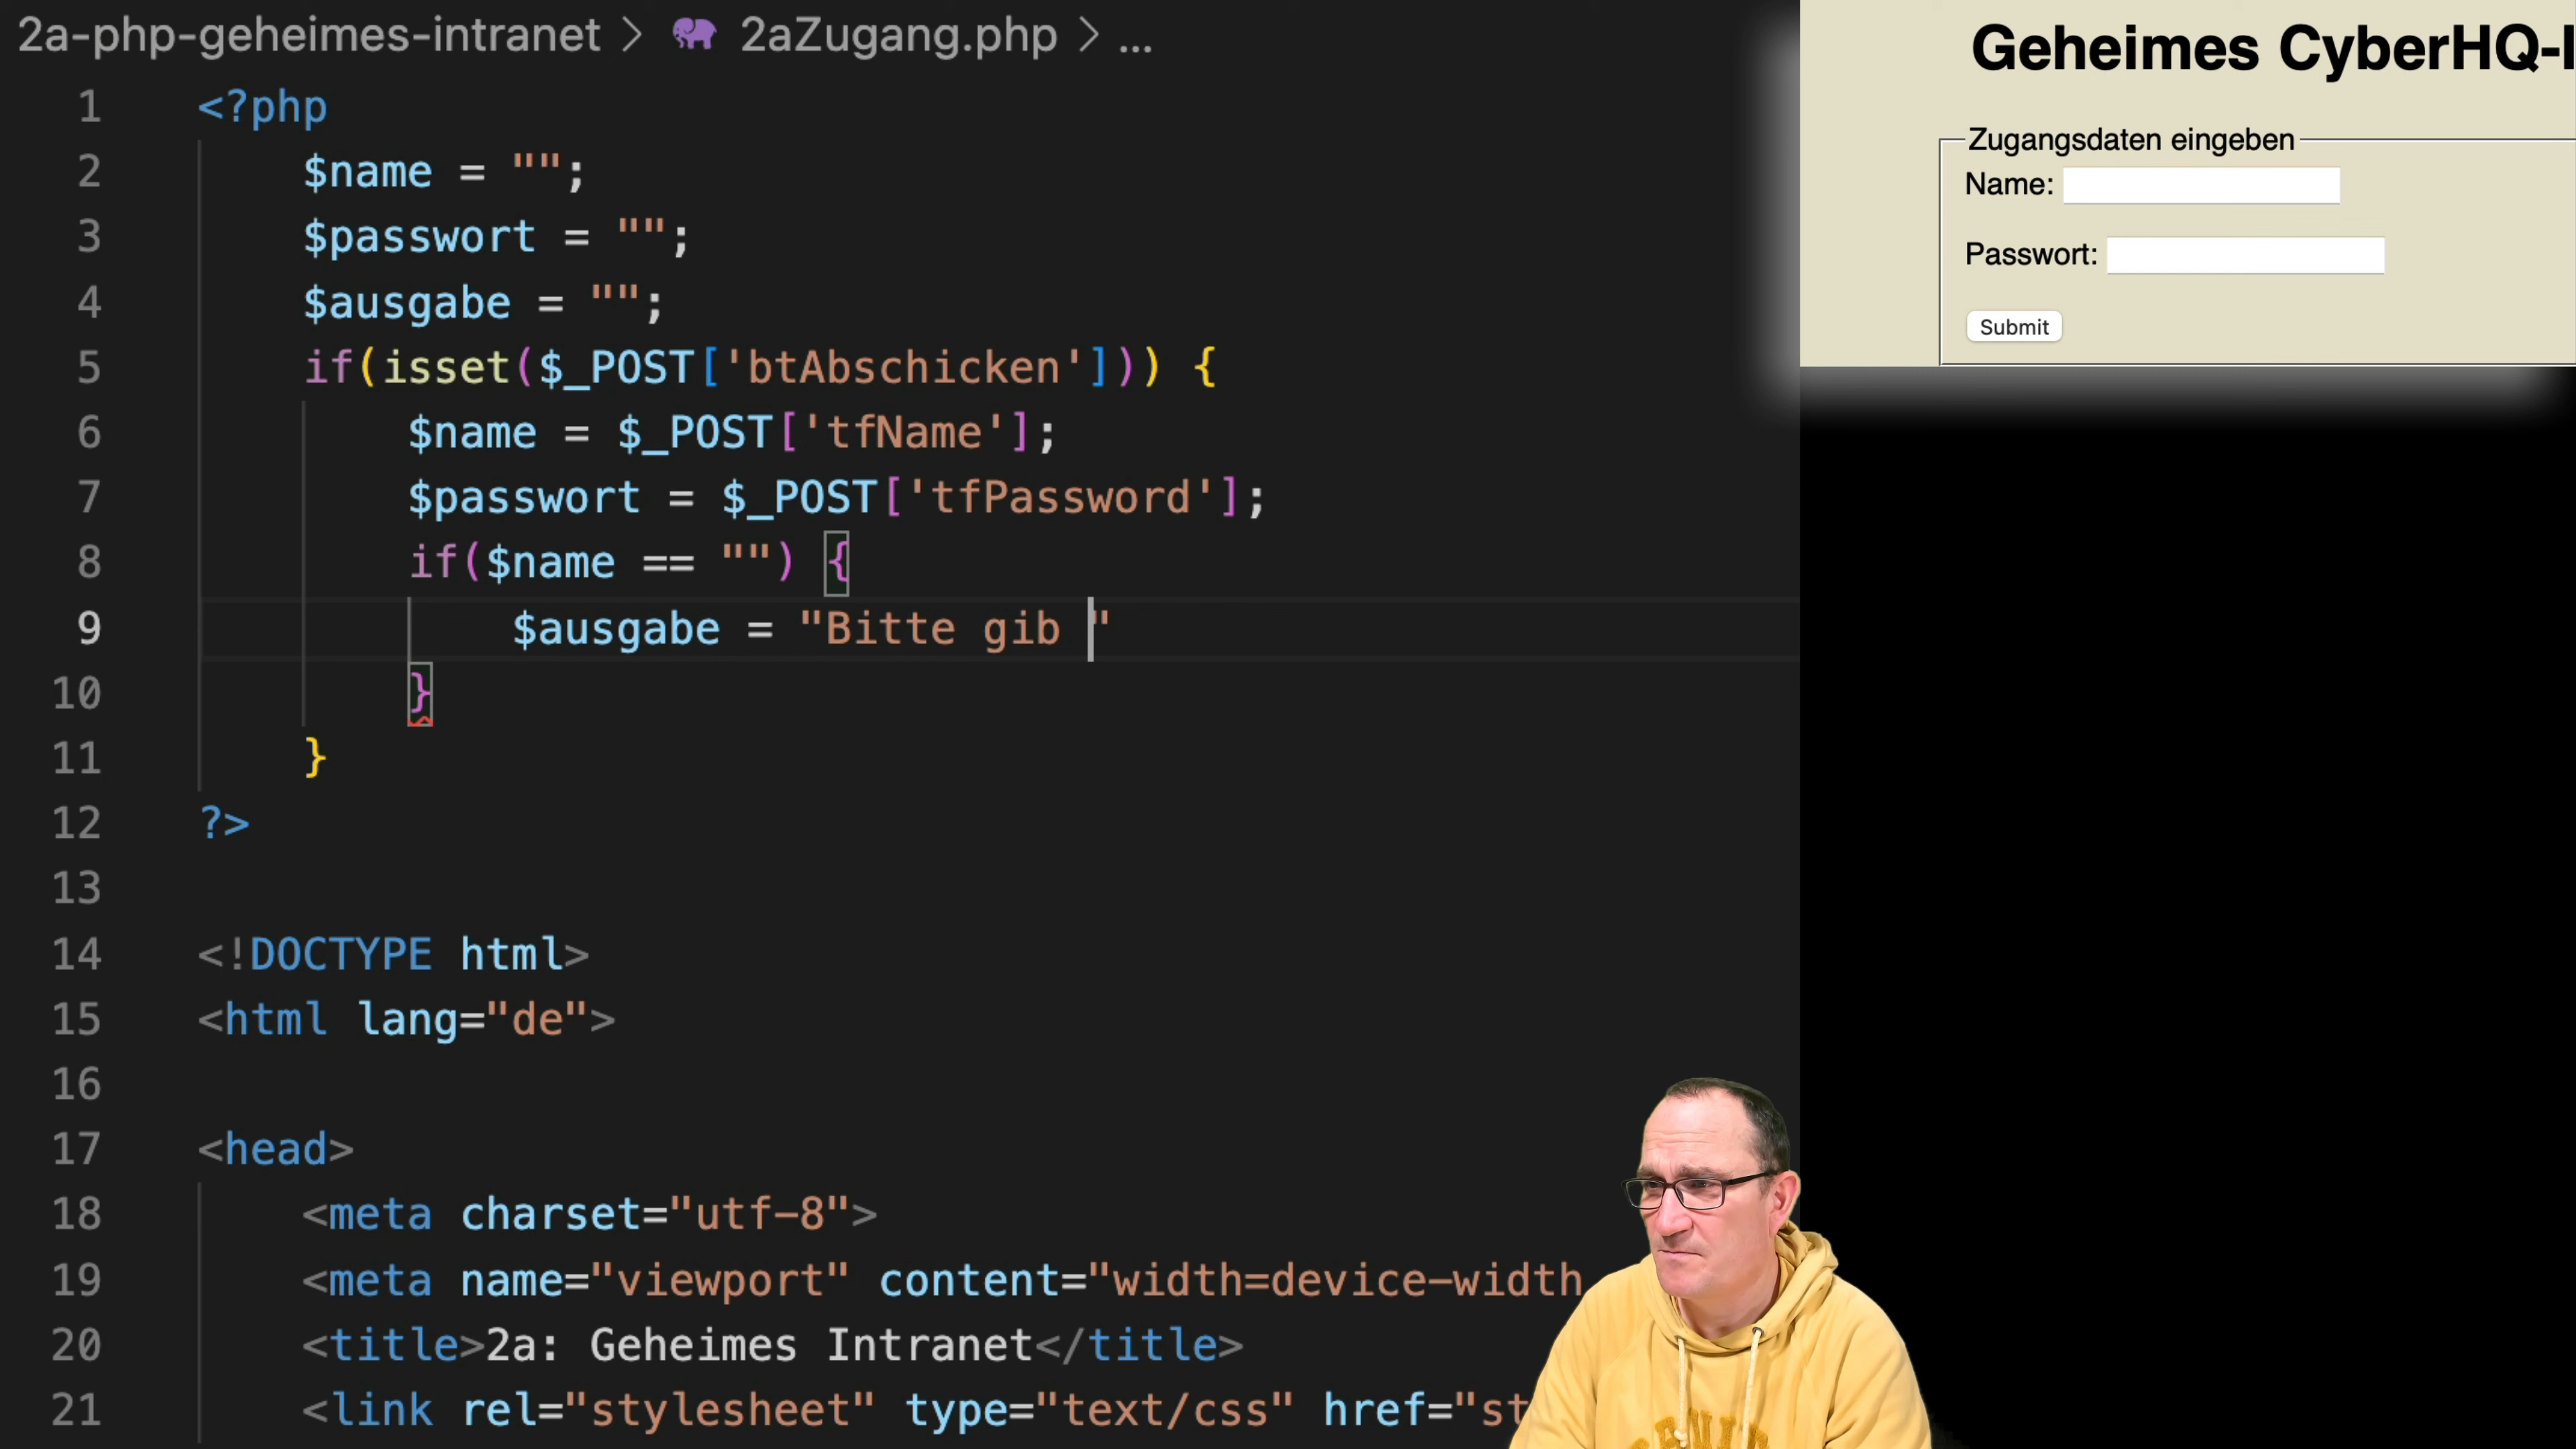 2a-php-geheimes-intranet > 2aZugang.php > ...
1 <?php
2 $name = "";
3 $passwort = "";
4 $ausgabe = "";
5 if(isset($_POST['btAbschicken'])) {
6 $name = $_POST['tfName'];
7 $passwort = $_POST['tfPassword'];
8 if($name == "") {
9 $ausgabe = "Bitte gib "
10 }
11 }
12 ?>
13
14 <!DOCTYPE html>
15 <html lang="de">
16
17 <head>
18 <meta charset="utf-8">
19 <meta name="viewport" content="width=device-width
20 <title>2a: Geheimes Intranet</title>
21 <link rel="stylesheet" type="text/css" href="st
Geheimes CyberHQ-I
Zugangsdaten eingeben
Name:
Passwort:
Submit